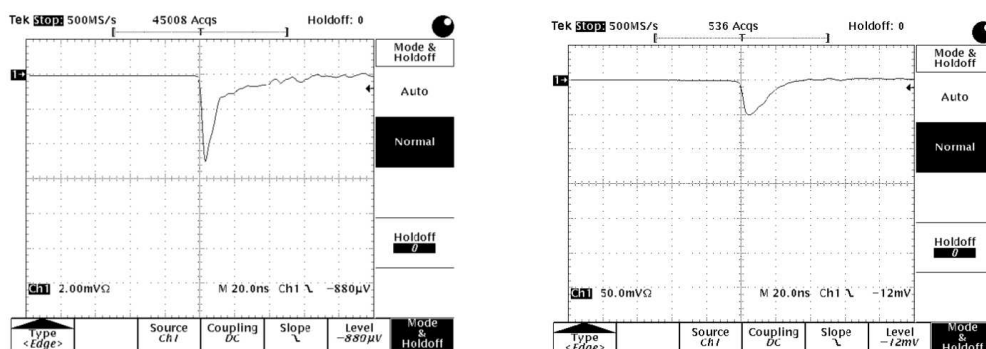 Tek Stop: 500MS/s 45008 Acqs Holdoff: 0
[ T ]
Mode &
Holdoff
1→
Auto
Normal
Holdoff
0
Ch1 2.00mVΩ M 20.0ns Ch1 -880µV
Type
<Edge>
Source
Ch1
Coupling
DC
Slope
Level
-880µV
Mode
&
Holdoff
Tek Stop: 500MS/s 536 Acqs Holdoff: 0
[ T ]
Mode &
Holdoff
1→
Auto
Normal
Holdoff
0
Ch1 50.0mVΩ M 20.0ns Ch1 -12mV
Type
<Edge>
Source
Ch1
Coupling
DC
Slope
Level
-12mV
Mode
&
Holdoff